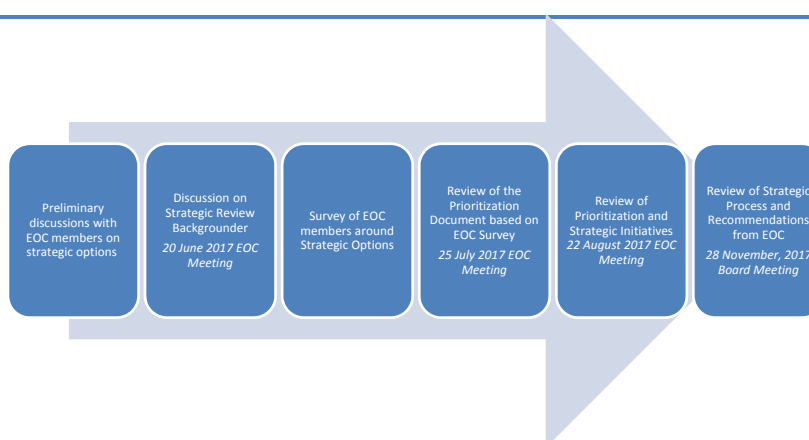 Preliminary
discussions with
EOC members on
strategic options
Discussion on
Strategic Review
Backgrounder
20 June 2017 EOC
Meeting
Survey of EOC
members around
Strategic Options
Review of the
Prioritization
Document based on
EOC Survey
25 July 2017 EOC
Meeting
Review of
Prioritization and
Strategic Initiatives
22 August 2017 EOC
Meeting
Review of Strategic
Process and
Recommendations
from EOC
28 November, 2017
Board Meeting